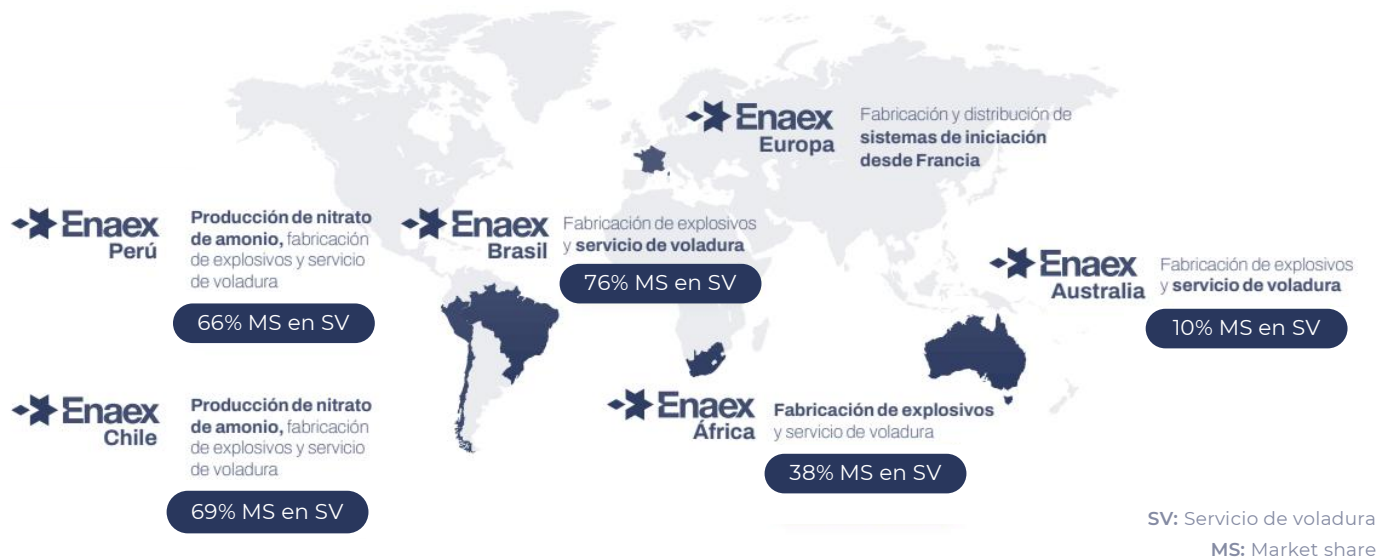 Enaex
Europa
Fabricación y distribución de
sistemas de iniciación
desde Francia
Enaex
Perú
Producción de nitrato
de amonio, fabricación
de explosivos y servicio
de voladura
66% MS en SV
Enaex
Brasil
Fabricación de explosivos
y servicio de voladura
76% MS en SV
Enaex
Australia
Fabricación de explosivos
y servicio de voladura
10% MS en SV
Enaex
Chile
Producción de nitrato
de amonio, fabricación
de explosivos y servicio
de voladura
69% MS en SV
Enaex
África
Fabricación de explosivos
y servicio de voladura
38% MS en SV
SV: Servicio de voladura
MS: Market share